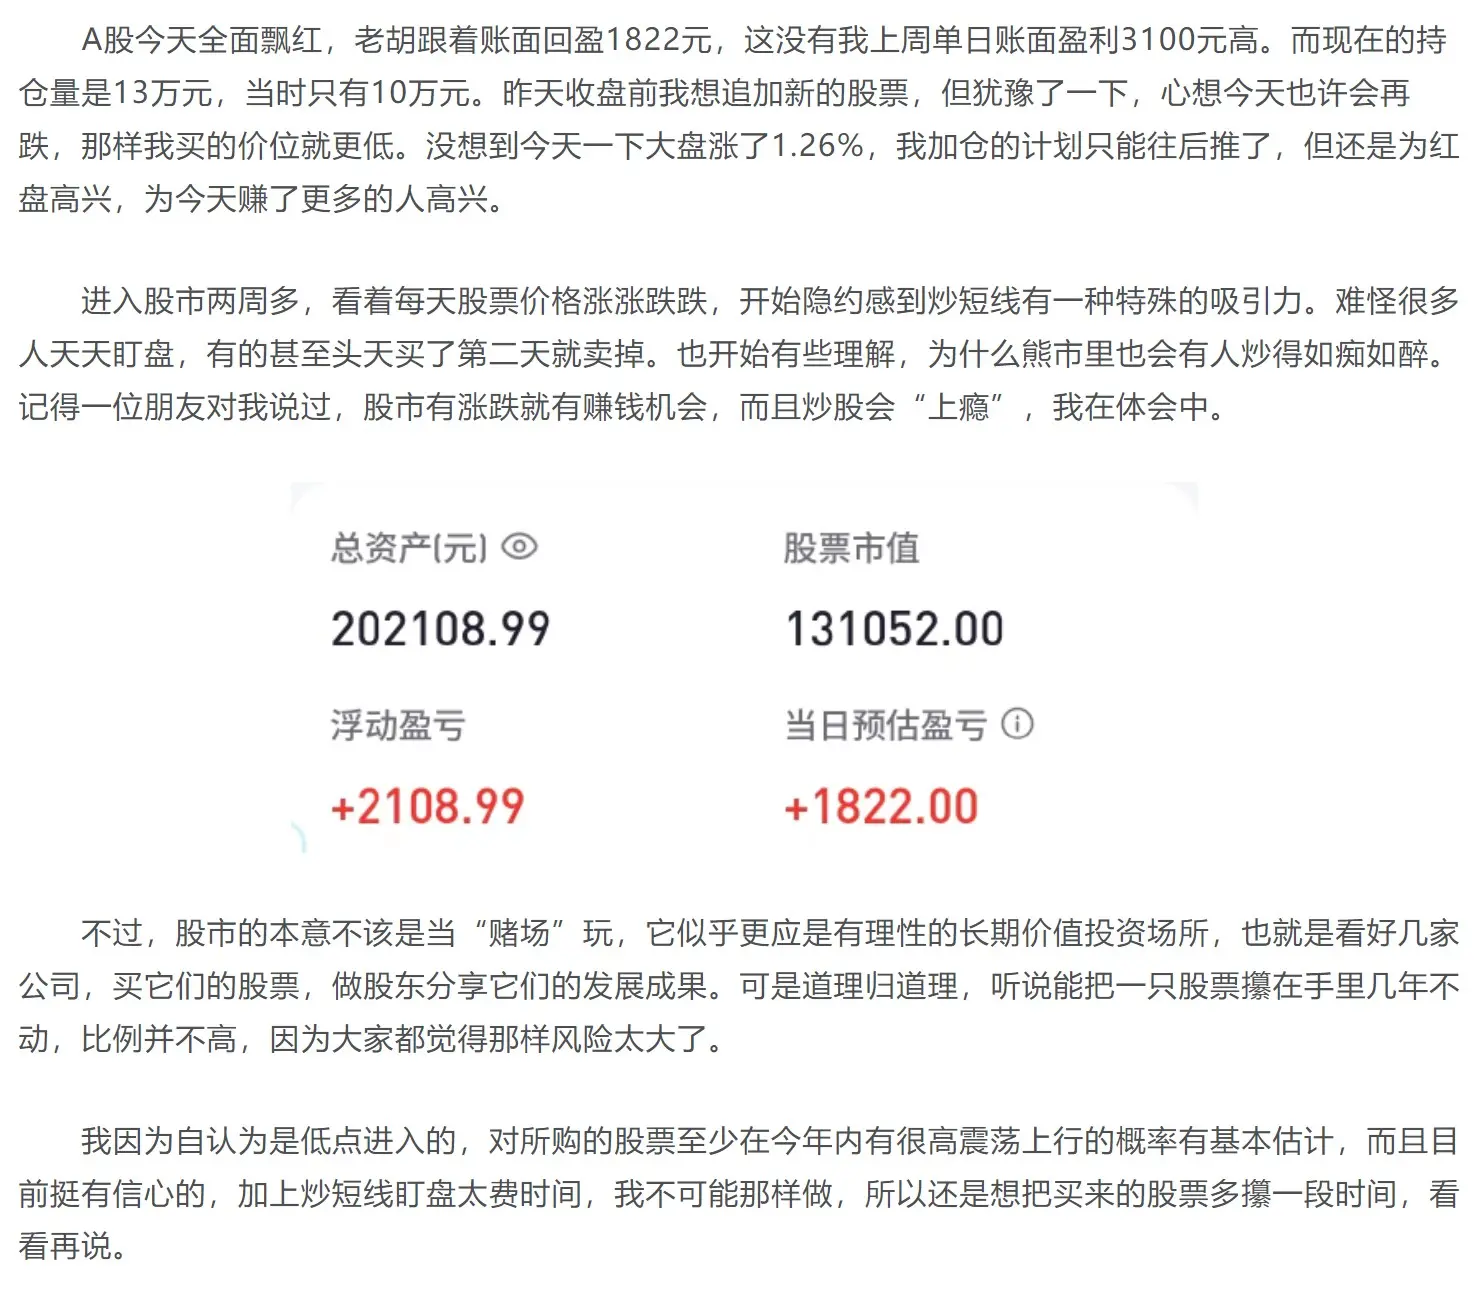 A股今天全面飘红，老胡跟着账面回盈1822元，这没有我上周单日账面盈利3100元高。而现在的持
仓量是13万元，当时只有10万元。昨天收盘前我想追加新的股票，但犹豫了一下，心想今天也许会再
跌，那样我买的价位就更低。没想到今天一下大盘涨了1.26%，我加仓的计划只能往后推了，但还是为红
盘高兴，为今天赚了更多的人高兴。
进入股市两周多，看着每天股票价格涨涨跌跌，开始隐约感到炒短线有一种特殊的吸引力。难怪很多
人天天盯盘，有的甚至头天买了第二天就卖掉。也开始有些理解，为什么熊市里也会有人炒得如痴如醉。
记得一位朋友对我说过，股市有涨跌就有赚钱机会，而且炒股会“上瘾”，我在体会中。
总资产(元) 股票市值
202108.99 131052.00
浮动盈亏 当日预估盈亏
+2108.99 +1822.00
不过，股市的本意不该是当“赌场”玩，它似乎更应是有理性的长期价值投资场所，也就是看好几家
公司，买它们的股票，做股东分享它们的发展成果。可是道理归道理，听说能把一只股票攥在手里几年不
动，比例并不高，因为大家都觉得那样风险太大了。
我因为自认为是低点进入的，对所购的股票至少在今年内有很高震荡上行的概率有基本估计，而且目
前挺有信心的，加上炒短线盯盘太费时间，我不可能那样做，所以还是想把买来的股票多攥一段时间，看
看再说。